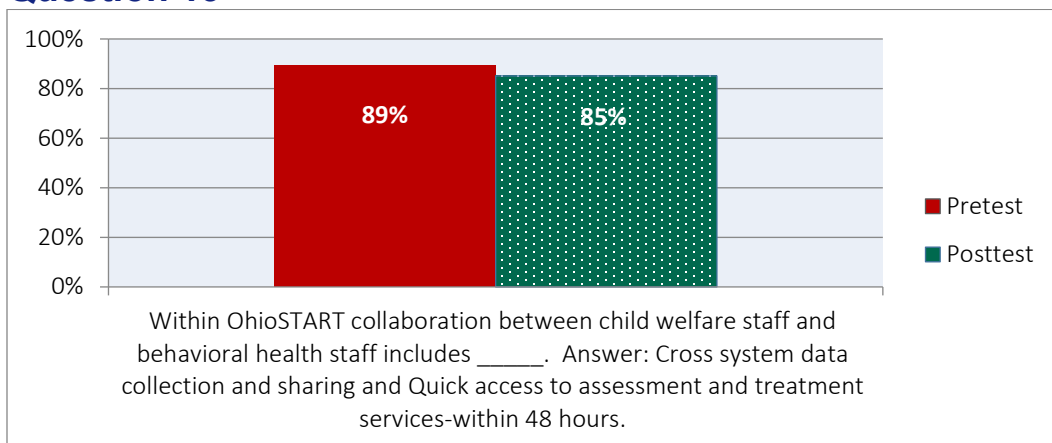 100%
80%
60%
40%
20%
0%
89%
85%
Pretest
Posttest
Within OhioSTART collaboration between child welfare staff and
behavioral health staff includes _____.  Answer: Cross system data
collection and sharing and Quick access to assessment and treatment
services-within 48 hours.